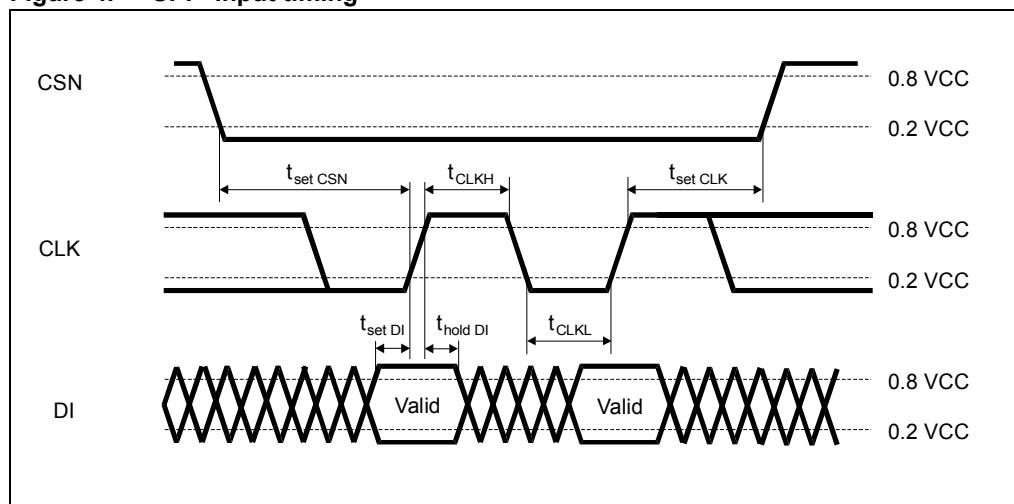 CSN
0.8 VCC
0.2 VCC
tset CSN
tCLKH
tset CLK
CLK
0.8 VCC
0.2 VCC
tset DI
thold DI
tCLKL
DI
Valid
Valid
0.8 VCC
0.2 VCC